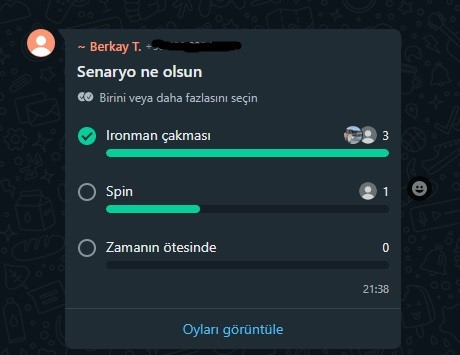 ~ Berkay T.
Senaryo ne olsun
Birini veya daha fazlasını seçin
Ironman çakması 3
Spin 1
Zamanın ötesinde 0
21:38
Oyları görüntüle